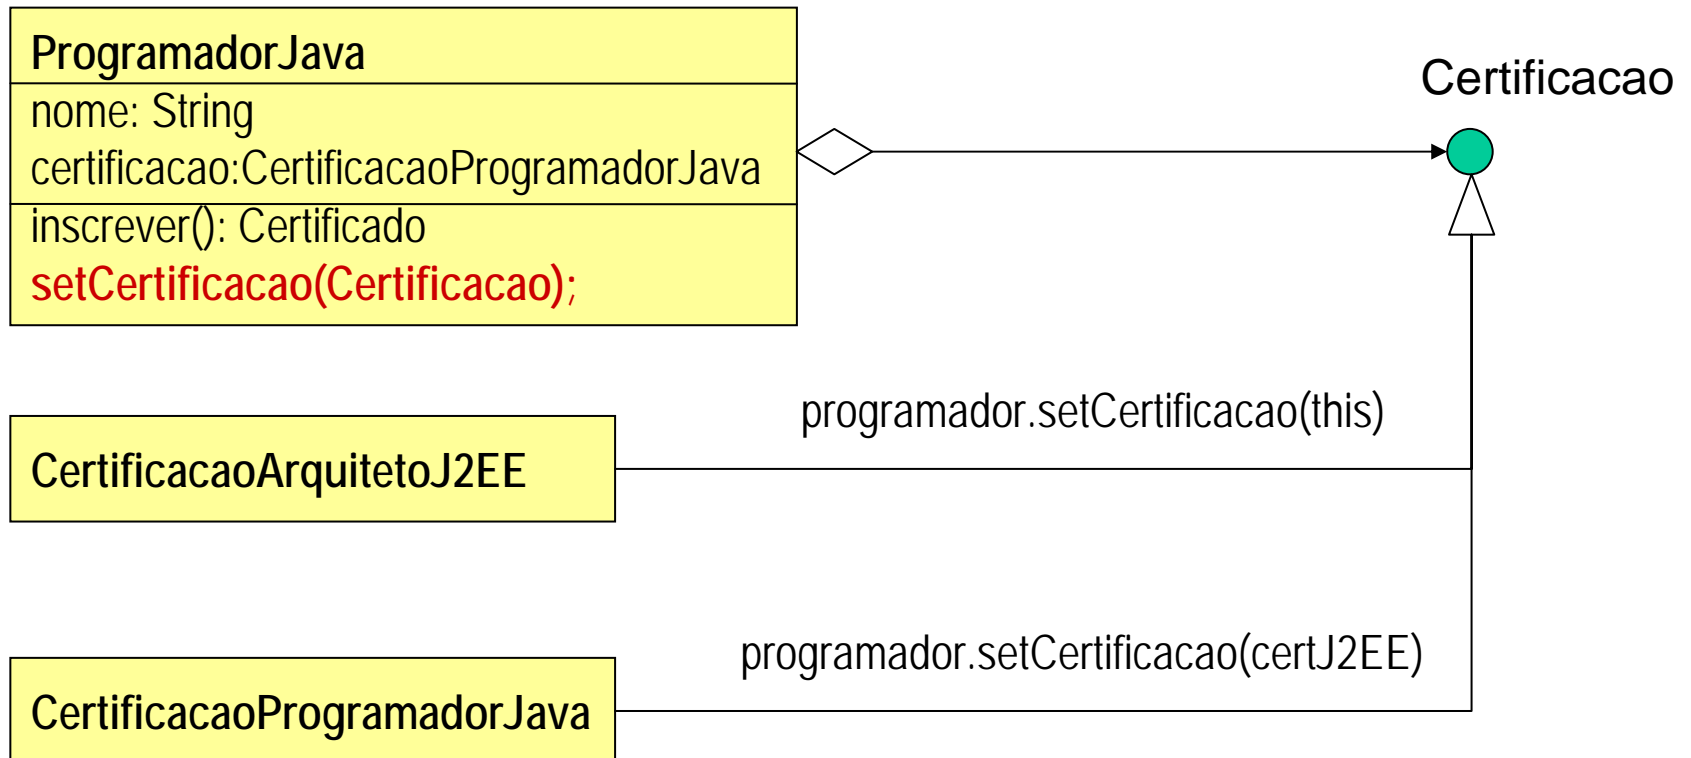 ProgramadorJava
nome: String
certificacao:CertificacaoProgramadorJava
inscrever(): Certificado
setCertificacao(Certificacao);
Certificacao
programador.setCertificacao(this)
CertificacaoArquitetoJ2EE
programador.setCertificacao(certJ2EE)
CertificacaoProgramadorJava